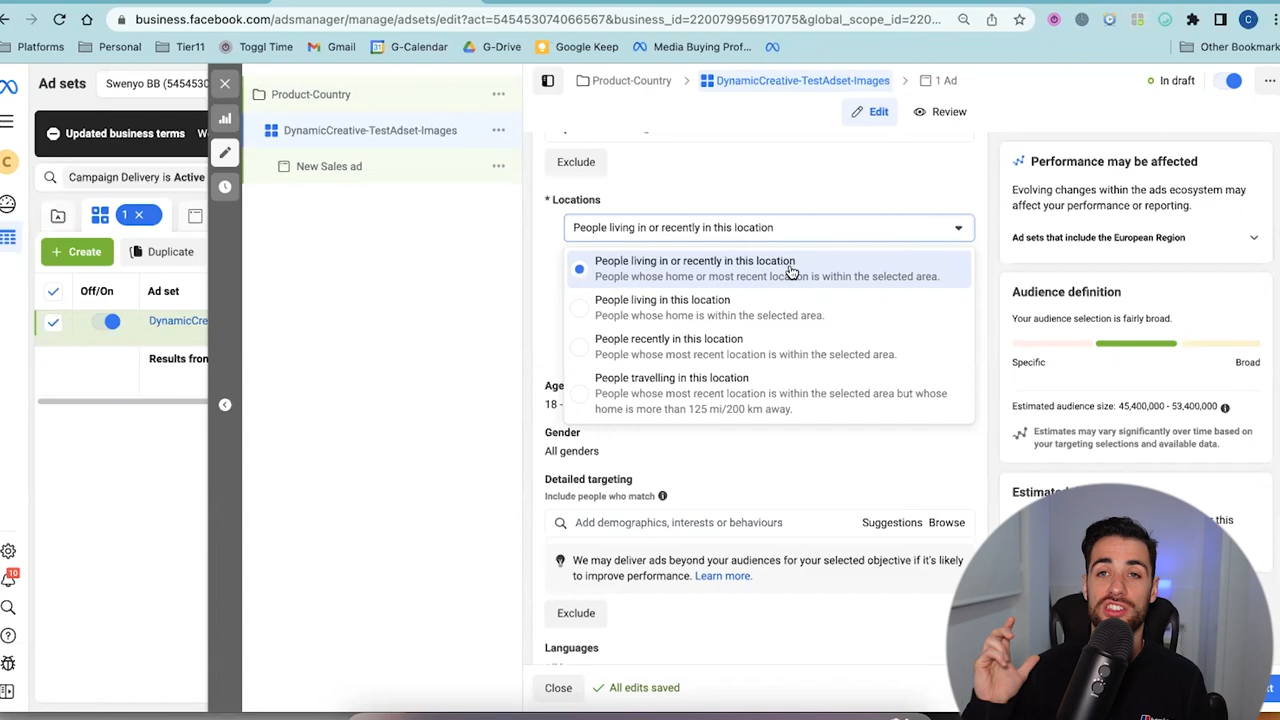 business.facebook.com/adsmanager/manage/adsets/edit?act=545453074066567&business_id=220079956917075&global_scope_id=220...
Platforms
Personal
Tier11
Toggl Time
Gmail
G-Calendar
G-Drive
Google Keep
Media Buying Prof...
Other Bookmark
Ad sets
Swenyo BB (5454530
Updated business terms
Campaign Delivery is Active
1
+ Create
Duplicate
Off/On
Ad set
DynamicCre
Results from
10
Product-Country
DynamicCreative-TestAdset-Images
New Sales ad
Product-Country
DynamicCreative-TestAdset-Images
1 Ad
In draft
Edit
Review
Exclude
* Locations
People living in or recently in this location
People living in or recently in this location
People whose home or most recent location is within the selected area.
People living in this location
People whose home is within the selected area.
People recently in this location
People whose most recent location is within the selected area.
People travelling in this location
People whose most recent location is within the selected area but whose
home is more than 125 mi/200 km away.
Age
18 -
Gender
All genders
Detailed targeting
Include people who match
Add demographics, interests or behaviours
Suggestions
Browse
We may deliver ads beyond your audiences for your selected objective if it's likely
to improve performance. Learn more.
Exclude
Languages
Close
All edits saved
Performance may be affected
Evolving changes within the ads ecosystem may
affect your performance or reporting.
Ad sets that include the European Region
Audience definition
Your audience selection is fairly broad.
Specific
Broad
Estimated audience size: 45,400,000 - 53,400,000
Estimates may vary significantly over time based on
your targeting selections and available data.